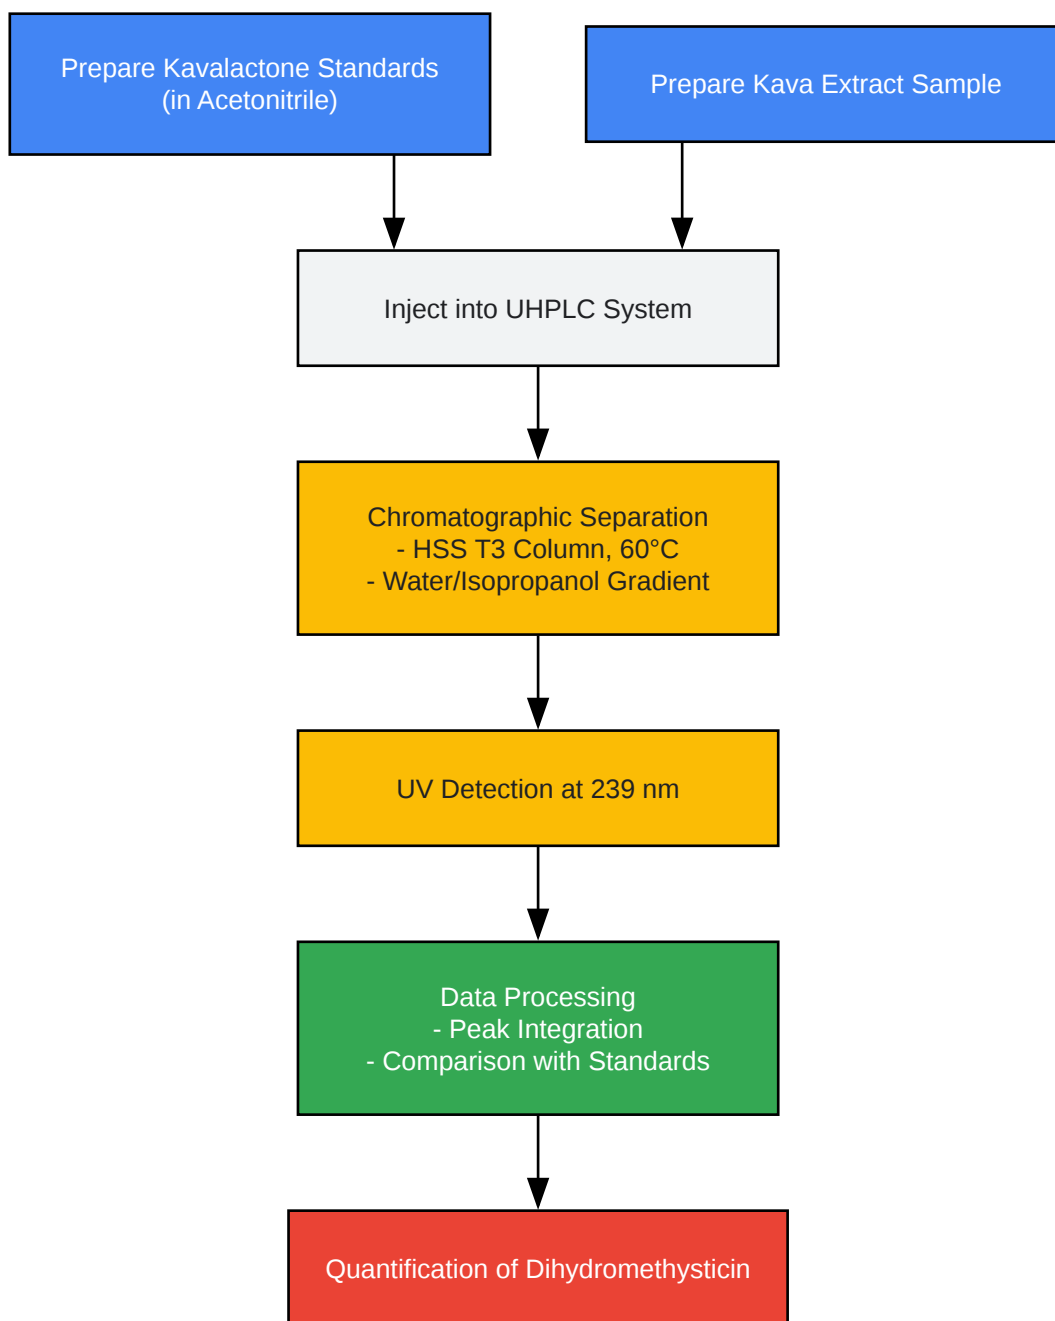 Prepare Kavalactone Standards
(in Acetonitrile)
Prepare Kava Extract Sample
Inject into UHPLC System
Chromatographic Separation
- HSS T3 Column, 60°C
- Water/Isopropanol Gradient
UV Detection at 239 nm
Data Processing
- Peak Integration
- Comparison with Standards
Quantification of Dihydromethysticin